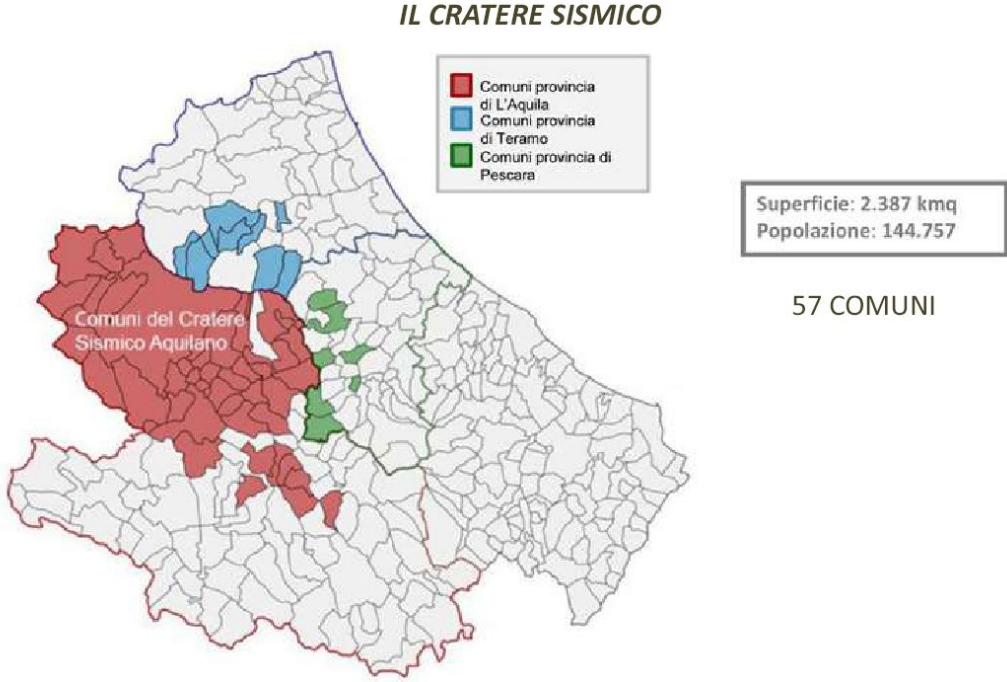 IL CRATERE SISMICO
Comuni provincia
di L'Aquila
Comuni provincia
di Teramo
Comuni provincia di
Pescara
Superficie: 2.387 kmq
Popolazione: 144.757
57 COMUNI
Comuni del Cratere
Sismico Aquilano